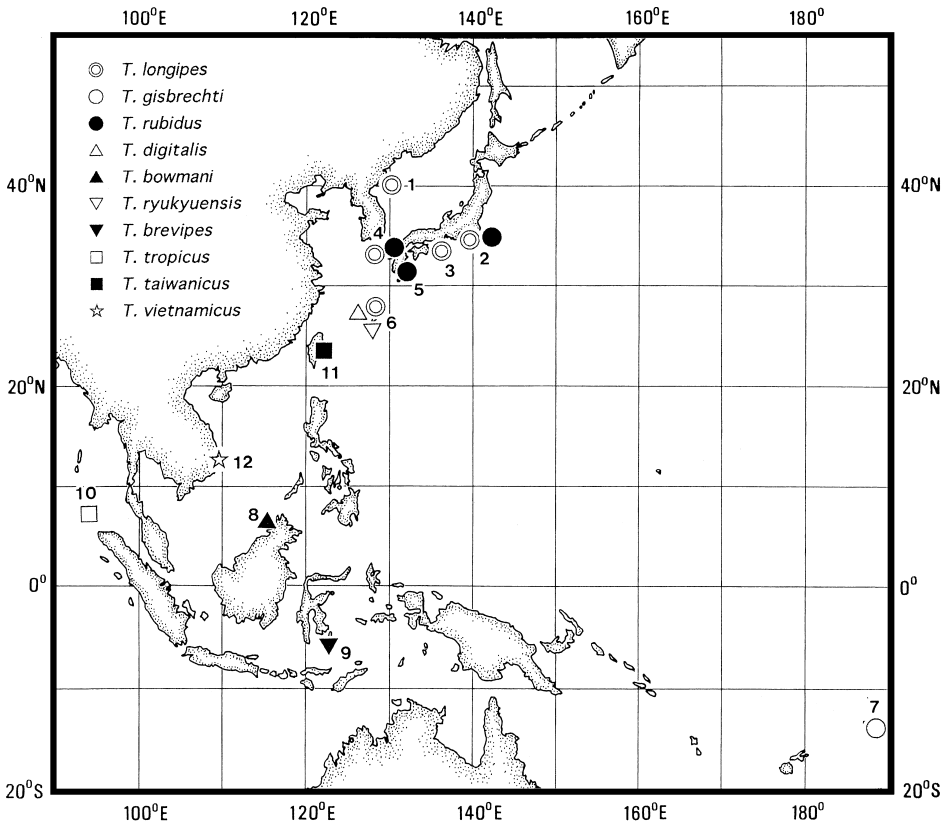 100°E 120°E 140°E 160°E 180°
T. longipes
T. gisbrechti
T. rubidus
T. digitalis
T. bowmani
T. ryukyuensis
T. brevipes
T. tropicus
T. taiwanicus
T. vietnamicus
40°N 1 40°N
4
3 2
5
6
11
20°N 20°N
12
10
8
0° 0°
9
7
20°S 20°S
100°E 120°E 140°E 160°E 180°